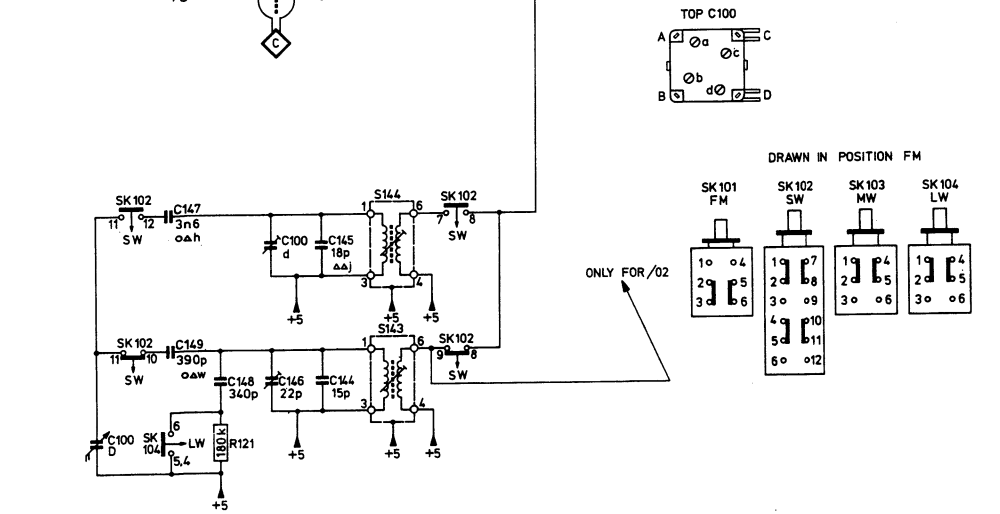 C
TOP C100
A
a
C
c
b
B
d
D
DRAWN IN POSITION FM
SK101
FM
SK102
SW
SK103
MW
SK104
LW
1 4
2 5
3 6
1 7
2 8
3 9
4 10
5 11
6 12
1 4
2 5
3 6
1 4
2 5
3 6
SK102
11 12
SW
C147
3n6
o△h
C100
d
C145
18p
△△j
S144
1 6
3 4
SK102
7 8
SW
+5
+5
+5
ONLY FOR /02
SK102
11 10
SW
C149
390p
o△w
C148
340p
C146
22p
C144
15p
S143
1 6
3 4
SK102
9 8
SW
+5
+5
+5
C100
D
SK
104
6
LW
5,4
180k
R121
+5